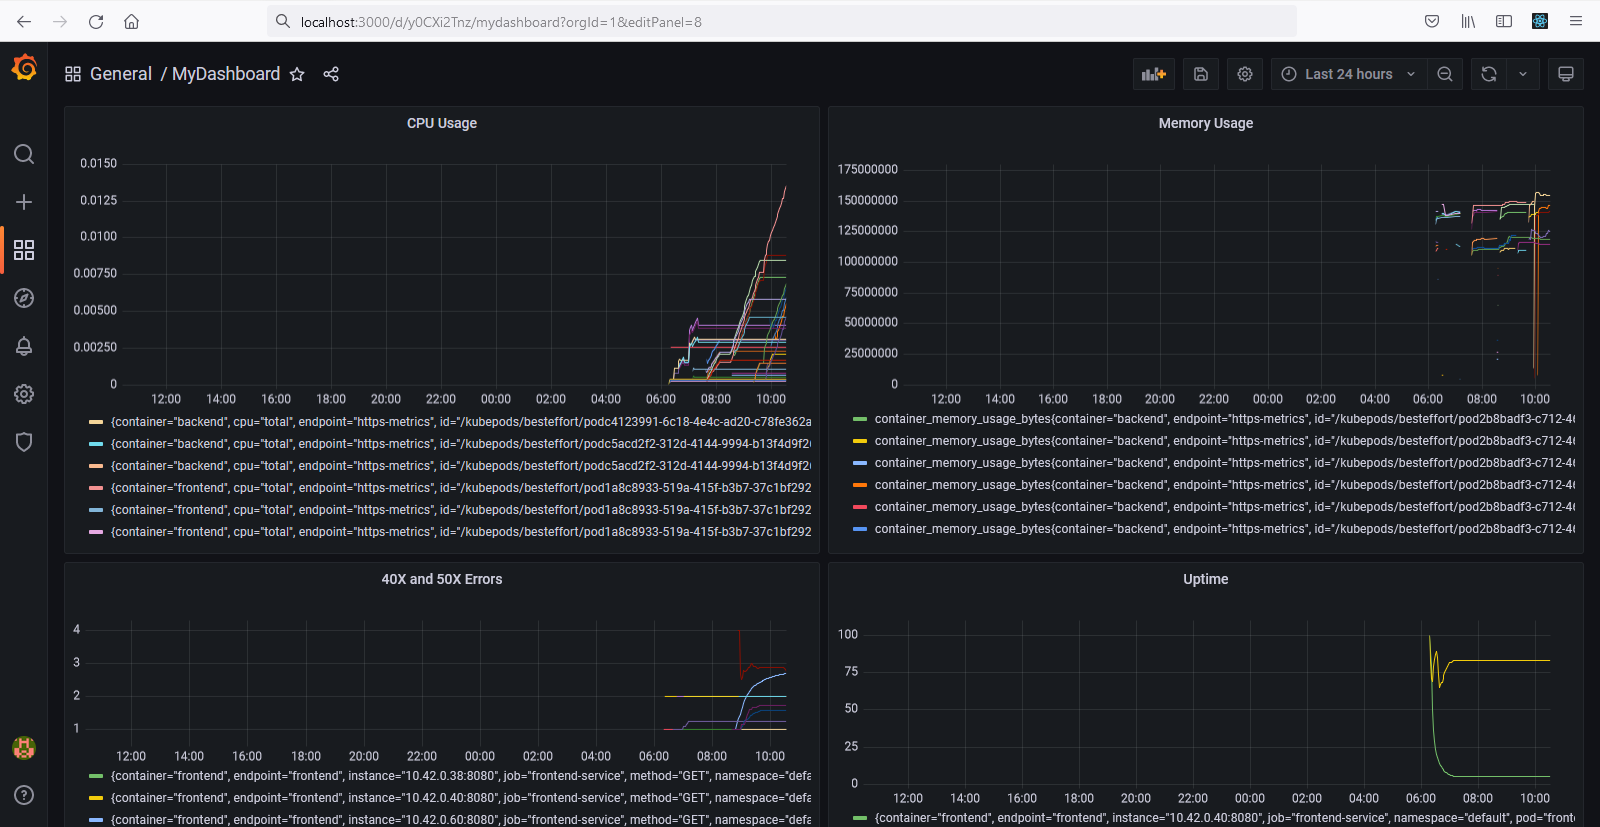 localhost:3000/d/y0CXi2Tnz/mydashboard?orgId=1&editPanel=8
General / MyDashboard
Last 24 hours
CPU Usage
0.0150
0.0125
0.0100
0.00750
0.00500
0.00250
0
12:00 14:00 16:00 18:00 20:00 22:00 00:00 02:00 04:00 06:00 08:00 10:00
{container="backend", cpu="total", endpoint="https-metrics", id="/kubepods/besteffort/podc4123991-6c18-4e4c-ad20-c78fe362a
{container="backend", cpu="total", endpoint="https-metrics", id="/kubepods/besteffort/podc5acd2f2-312d-4144-9994-b13f4d9f26
{container="backend", cpu="total", endpoint="https-metrics", id="/kubepods/besteffort/podc5acd2f2-312d-4144-9994-b13f4d9f26
{container="frontend", cpu="total", endpoint="https-metrics", id="/kubepods/besteffort/pod1a8c8933-519a-415f-b3b7-37c1bf292
{container="frontend", cpu="total", endpoint="https-metrics", id="/kubepods/besteffort/pod1a8c8933-519a-415f-b3b7-37c1bf292
{container="frontend", cpu="total", endpoint="https-metrics", id="/kubepods/besteffort/pod1a8c8933-519a-415f-b3b7-37c1bf292
Memory Usage
175000000
150000000
125000000
100000000
75000000
50000000
25000000
0
12:00 14:00 16:00 18:00 20:00 22:00 00:00 02:00 04:00 06:00 08:00 10:00
container_memory_usage_bytes{container="backend", endpoint="https-metrics", id="/kubepods/besteffort/pod2b8badf3-c712-46
container_memory_usage_bytes{container="backend", endpoint="https-metrics", id="/kubepods/besteffort/pod2b8badf3-c712-46
container_memory_usage_bytes{container="backend", endpoint="https-metrics", id="/kubepods/besteffort/pod2b8badf3-c712-46
container_memory_usage_bytes{container="backend", endpoint="https-metrics", id="/kubepods/besteffort/pod2b8badf3-c712-46
container_memory_usage_bytes{container="backend", endpoint="https-metrics", id="/kubepods/besteffort/pod2b8badf3-c712-46
container_memory_usage_bytes{container="backend", endpoint="https-metrics", id="/kubepods/besteffort/pod2b8badf3-c712-46
40X and 50X Errors
4
3
2
1
12:00 14:00 16:00 18:00 20:00 22:00 00:00 02:00 04:00 06:00 08:00 10:00
{container="frontend", endpoint="frontend", instance="10.42.0.38:8080", job="frontend-service", method="GET", namespace="defa
{container="frontend", endpoint="frontend", instance="10.42.0.40:8080", job="frontend-service", method="GET", namespace="defa
{container="frontend", endpoint="frontend", instance="10.42.0.60:8080", job="frontend-service", method="GET", namespace="defa
Uptime
100
75
50
25
0
12:00 14:00 16:00 18:00 20:00 22:00 00:00 02:00 04:00 06:00 08:00 10:00
{container="frontend", endpoint="frontend", instance="10.42.0.40:8080", job="frontend-service", namespace="default", pod="front